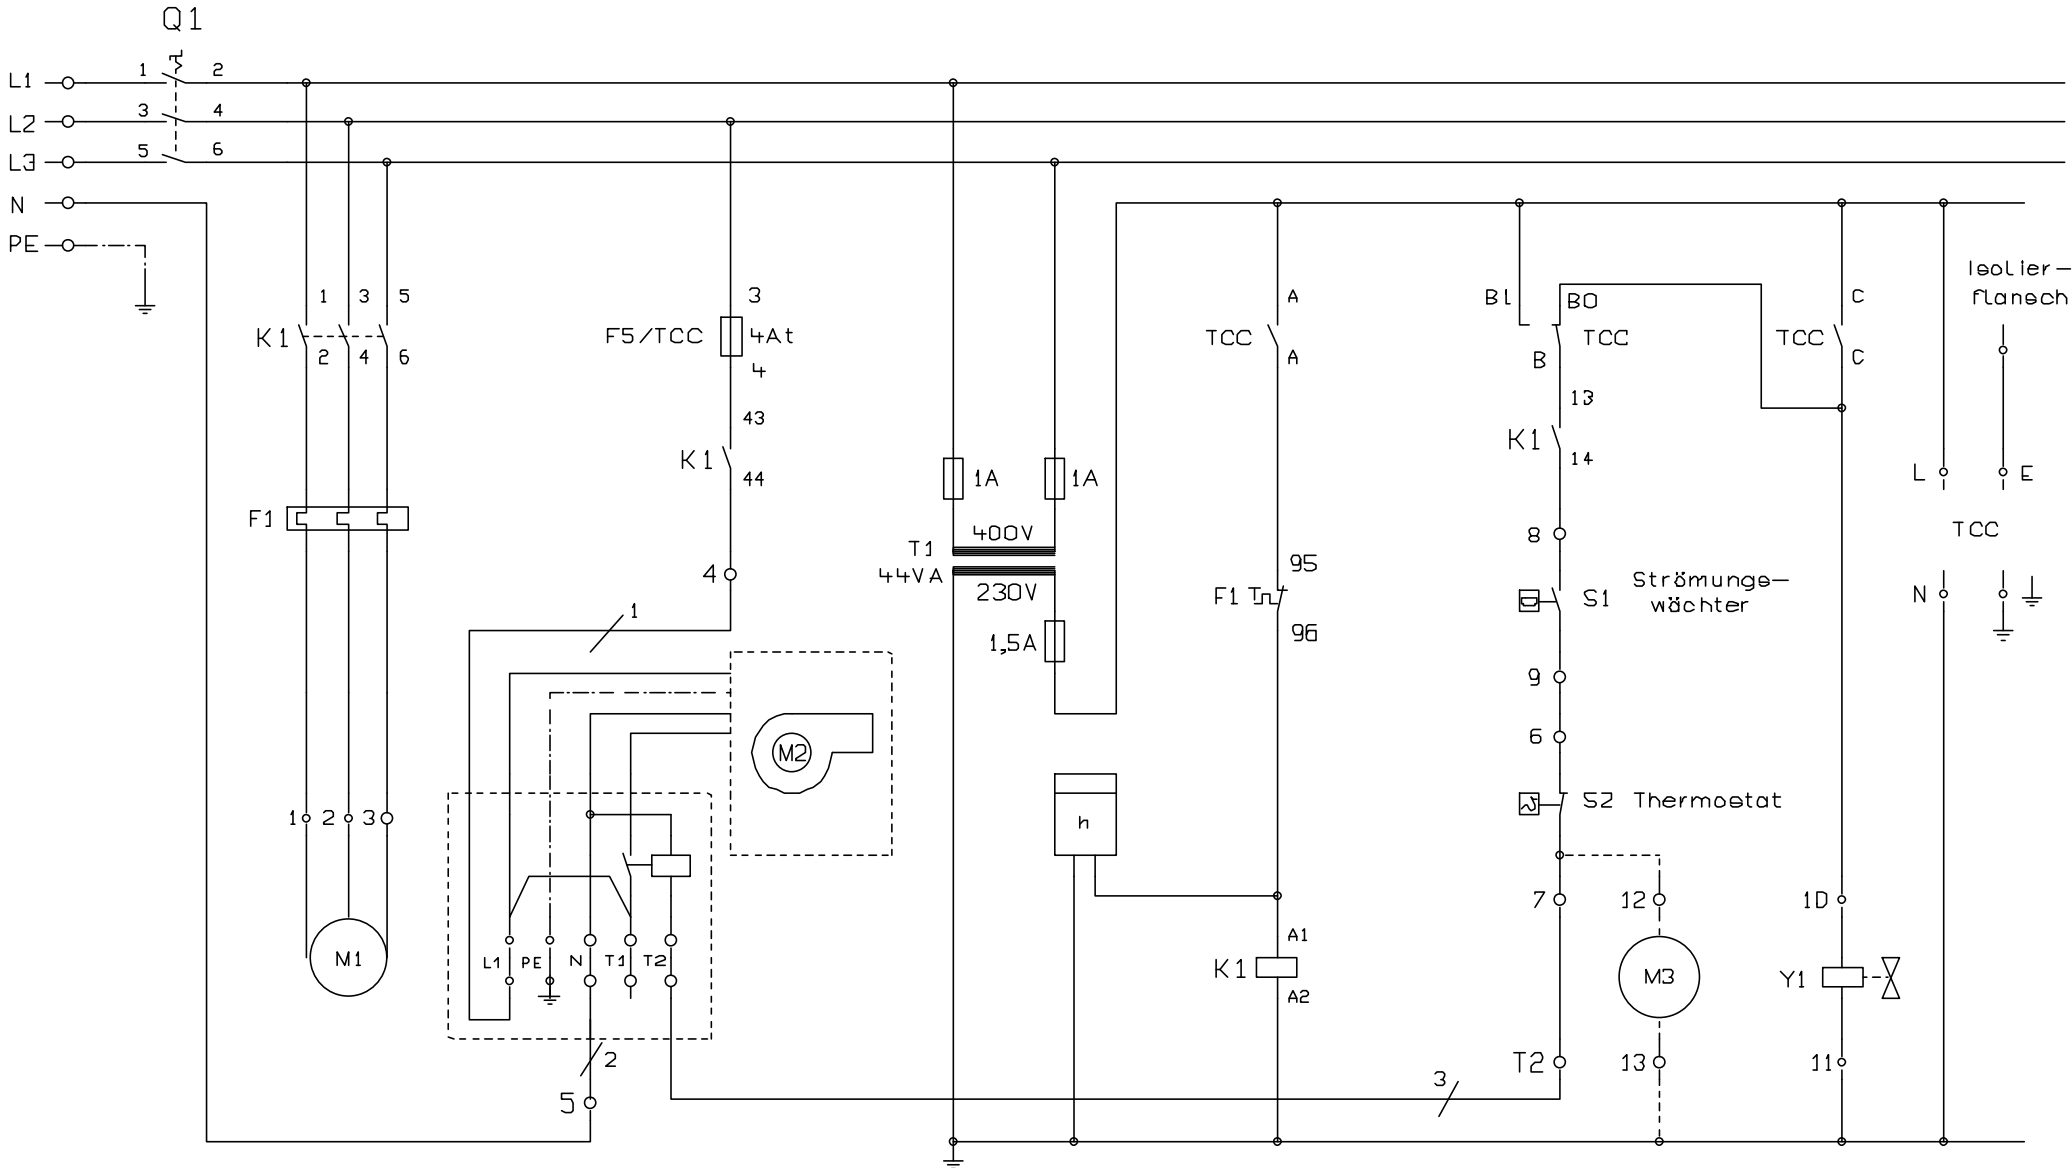 Q1
L1 1 2
L2 3 4
L3 5 6
N
PE
Isolier-
flansch
1 3 5
3
A
B1
B0
C
K1
F5/TCC
4At
TCC
TCC
TCC
2 4 6
4
A
B
C
13
43
K1
K1
44
14
1A
1A
L
E
F1
400V
TCC
T1
8
4
44VA
230V
95
F1
S1
Strömungs-
wächter
N
1
96
1,5A
9
6
M2
S2 Thermostat
1 2 3
h
7
12
1D
A1
L1 PE N T1 T2
M1
K1
M3
Y1
A2
2
T2
13
11
3
5